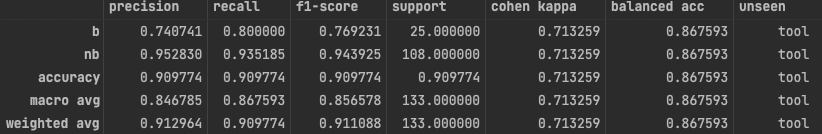 precision recall f1-score support cohen kappa balanced acc unseen
b 0.740741 0.800000 0.769231 25.000000 0.713259 0.867593 tool
nb 0.952830 0.935185 0.943925 108.000000 0.713259 0.867593 tool
accuracy 0.909774 0.909774 0.909774 0.909774 0.713259 0.867593 tool
macro avg 0.846785 0.867593 0.856578 133.000000 0.713259 0.867593 tool
weighted avg 0.912964 0.909774 0.911088 133.000000 0.713259 0.867593 tool